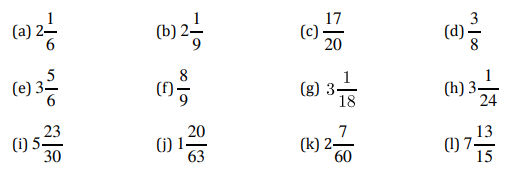 (a) 2 1/6 (b) 2 1/9 (c) 17/20 (d) 3/8
(e) 3 5/6 (f) 8/9 (g) 3 1/18 (h) 3 1/24
(i) 5 23/30 (j) 1 20/63 (k) 2 7/60 (l) 7 13/15